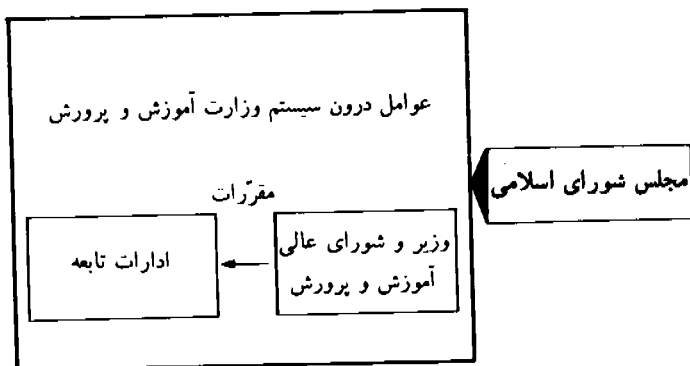 عوامل درون سیستم وزارت آموزش و پرورش
مجلس شورای اسلامی
مقرّرات
وزیر و شورای عالی
آموزش و پرورش
ادارات تابعه